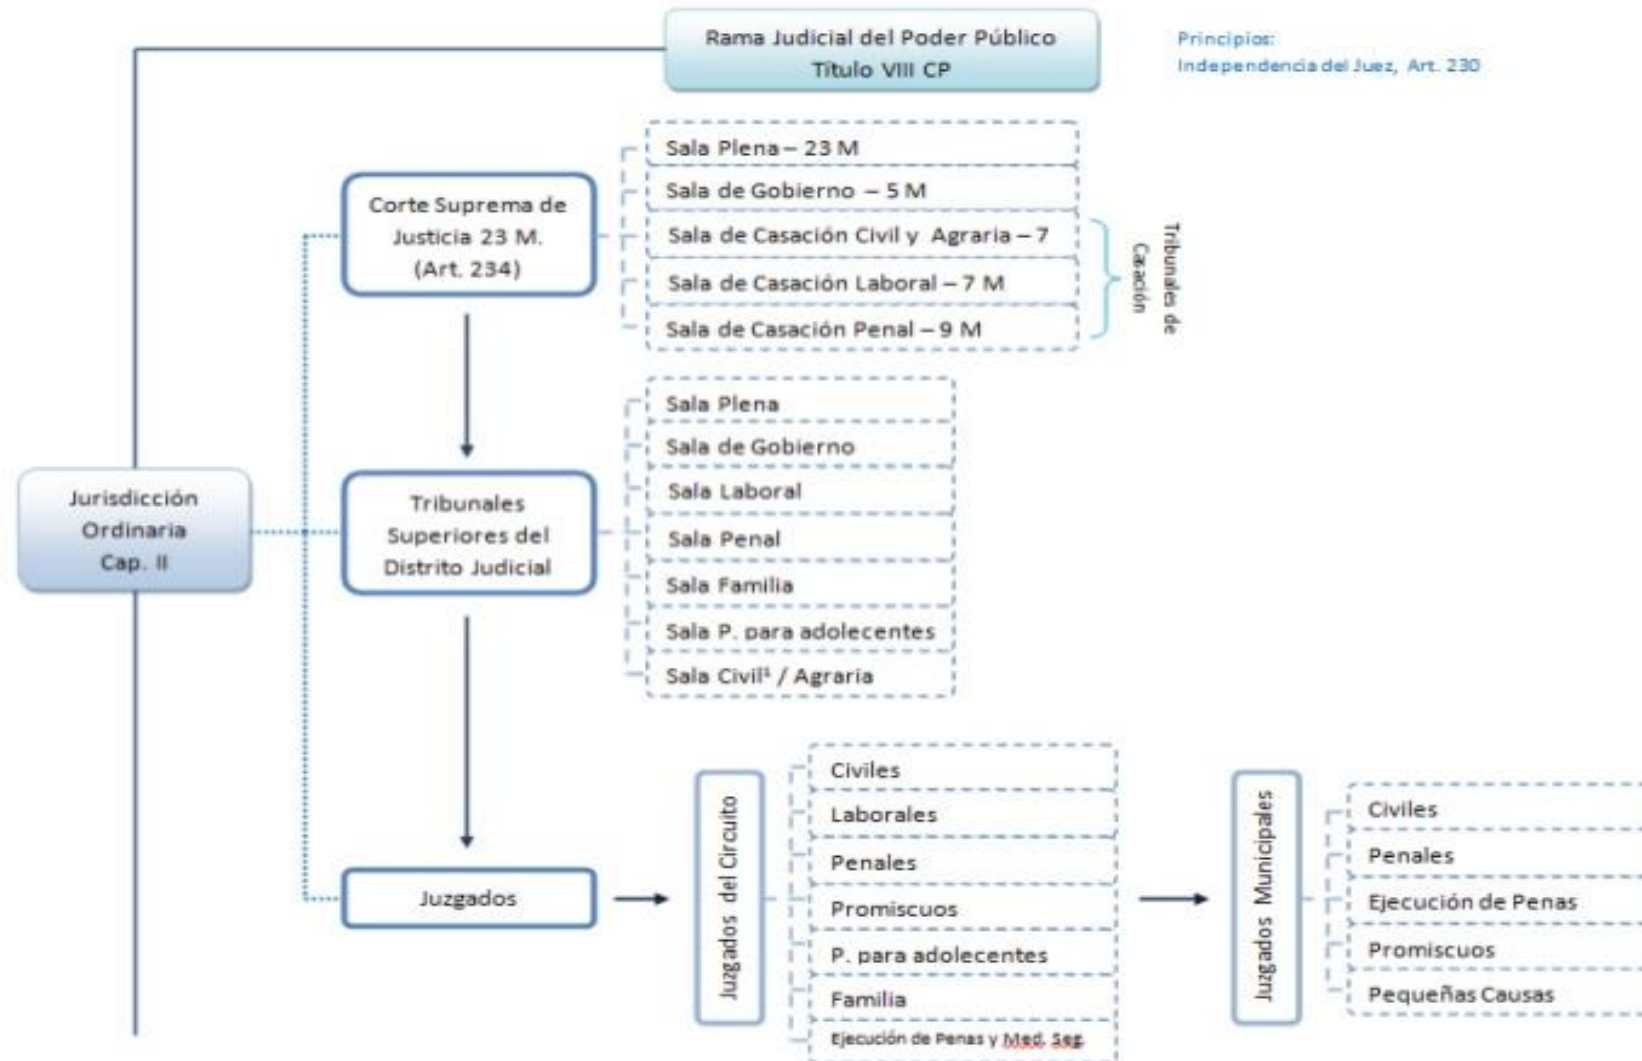 Rama Judicial del Poder Público
Título VIII CP
Principios:
Independencia del Juez, Art. 230
Corte Suprema de
Justicia 23 M.
(Art. 234)
Sala Plena – 23 M
Sala de Gobierno – 5 M
Sala de Casación Civil y Agraria – 7
Sala de Casación Laboral – 7 M
Sala de Casación Penal – 9 M
Tribunales de
Casación
Jurisdicción
Ordinaria
Cap. II
Tribunales
Superiores del
Distrito Judicial
Sala Plena
Sala de Gobierno
Sala Laboral
Sala Penal
Sala Familia
Sala P. para adolecentes
Sala Civil¹ / Agraria
Juzgados
Juzgados del Circuito
Civiles
Laborales
Penales
Promiscuos
P. para adolecentes
Familia
Ejecución de Penas y Med. Seg.
Juzgados Municipales
Civiles
Penales
Ejecución de Penas
Promiscuos
Pequeñas Causas